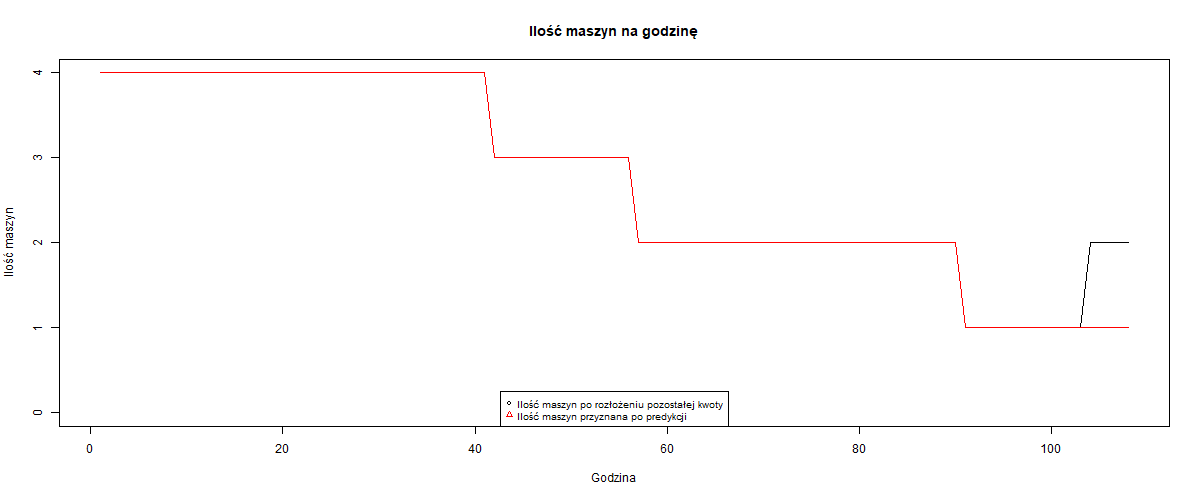 Ilość maszyn na godzinę
Ilość maszyn
4
3
2
1
0
Ilość maszyn po rozłożeniu pozostałej kwoty
Ilość maszyn przyznana po predykcji
0 20 40 60 80 100
Godzina